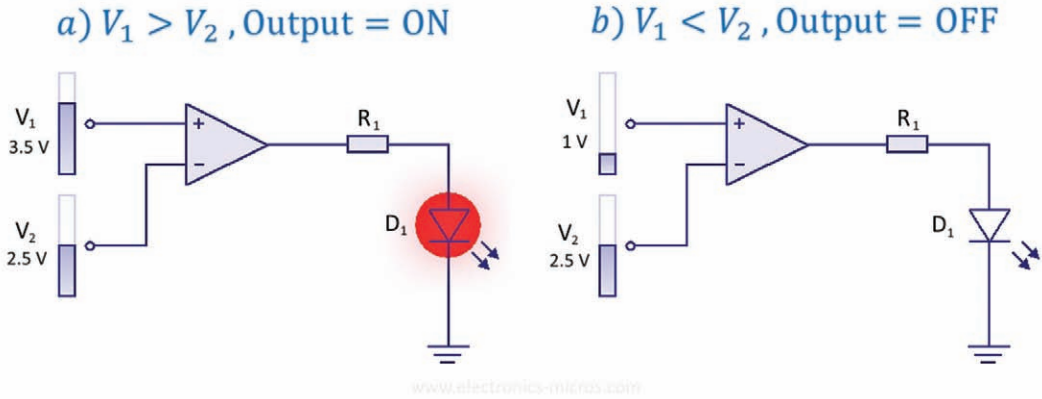 a) V₁ > V₂ , Output = ON
V₁
3.5 V
+
−
R₁
V₂
2.5 V
D₁
b) V₁ < V₂ , Output = OFF
V₁
1 V
+
−
R₁
V₂
2.5 V
D₁
www.electronics-micros.com